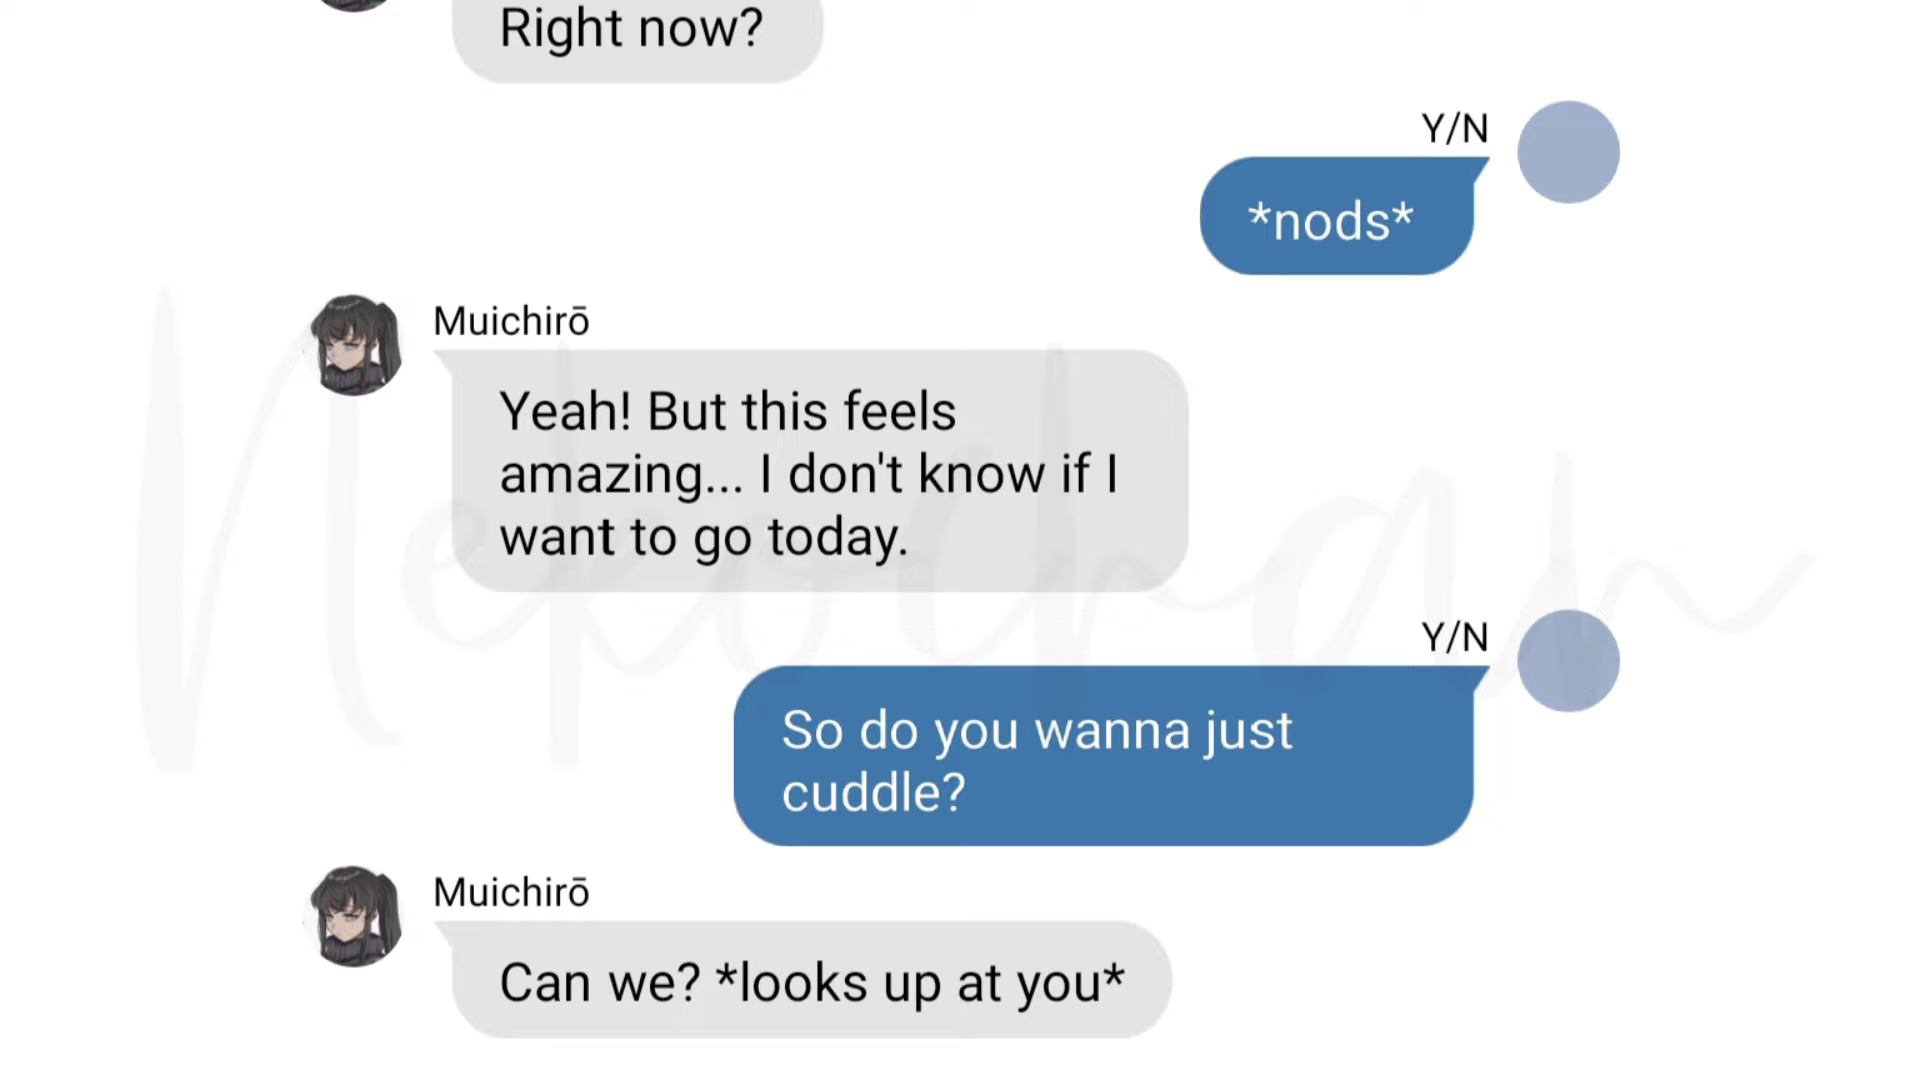 Right now?
Y/N
*nods*
Muichirō
Yeah! But this feels
amazing... I don't know if I
want to go today.
Y/N
So do you wanna just
cuddle?
Muichirō
Can we? *looks up at you*
Nekochan